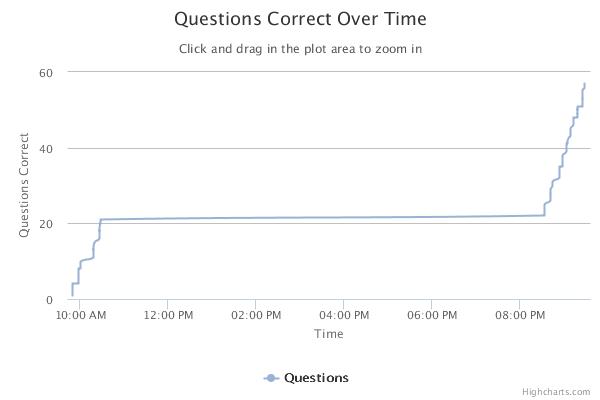 Questions Correct Over Time
Click and drag in the plot area to zoom in
Questions Correct
60
40
20
0
10:00 AM 12:00 PM 02:00 PM 04:00 PM 06:00 PM 08:00 PM
Time
Questions
Highcharts.com